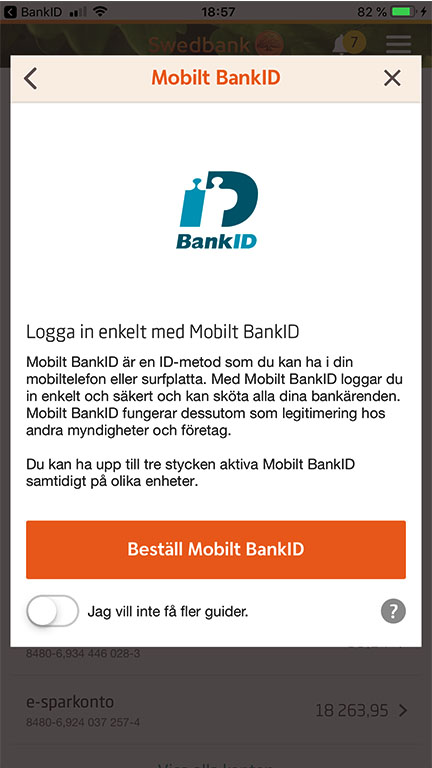 BankID 18:57 82 %
Swedbank 7
Mobilt BankID
BankID
Logga in enkelt med Mobilt BankID
Mobilt BankID är en ID-metod som du kan ha i din
mobiltelefon eller surfplatta. Med Mobilt BankID loggar du
in enkelt och säkert och kan sköta alla dina bankärenden.
Mobilt BankID fungerar dessutom som legitimering hos
andra myndigheter och företag.
Du kan ha upp till tre stycken aktiva Mobilt BankID
samtidigt på olika enheter.
Beställ Mobilt BankID
Jag vill inte få fler guider. ?
8480-6,934 446 028-3
e-sparkonto 18 263,95
8480-6,924 037 257-4